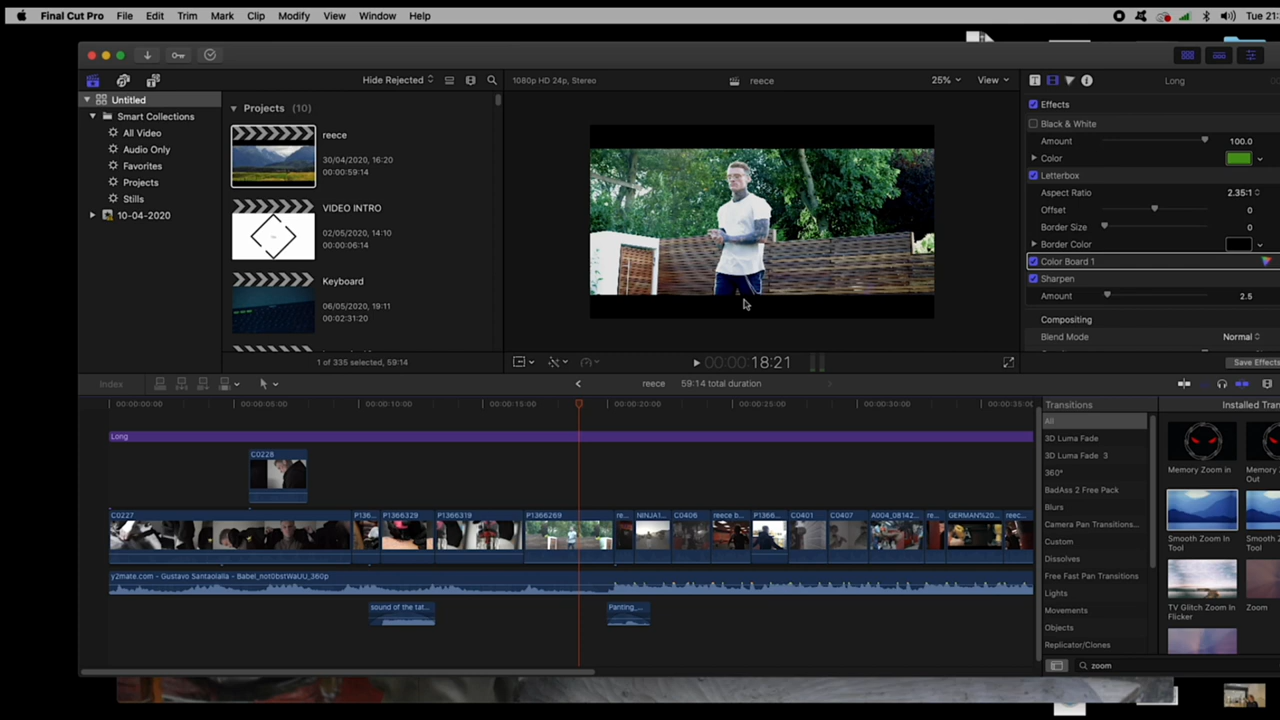 Final Cut Pro File Edit Trim Mark Clip Modify View Window Help Tue 21:
Hide Rejected 1080p HD 24p, Stereo reece 25% View Long
Untitled
Smart Collections
All Video
Audio Only
Favorites
Projects
Stills
10-04-2020
Projects (10)
reece
30/04/2020, 16:20
00:00:59:14
VIDEO INTRO
02/05/2020, 14:10
00:00:06:14
Keyboard
06/05/2020, 19:11
00:02:31:20
1 of 335 selected, 59:14
00:00:00:18:21
Effects
Black & White
Amount 100.0
Color
Letterbox
Aspect Ratio 2.35:1
Offset 0
Border Size 0
Border Color
Color Board 1
Sharpen
Amount 2.5
Compositing
Blend Mode Normal
Save Effects
Index reece 59:14 total duration
00:00:00:00 00:00:05:00 00:00:10:00 00:00:15:00 00:00:20:00 00:00:25:00 00:00:30:00 00:00:35:0
Long
C0228
C0227 P136... P1366329 P1366319 P1366269 re... NINJA1 C0406 reece b... P1366... C0401 C0407 A004_08142... re... GERMAN%20... reec...
y2mate.com - Gustavo Santaolalla - Babel_not0bstWaUU_360p
sound of the tat... Panting_...
Transitions Installed Tran
All
3D Luma Fade
3D Luma Fade 3
360°
BadAss 2 Free Pack
Blurs
Camera Pan Transitions...
Custom
Dissolves
Free Fast Pan Transitions
Lights
Movements
Objects
Replicator/Clones
Memory Zoom in
Memory Zoom Out
Smooth Zoom In Tool
Smooth Z Tool
TV Glitch Zoom In Flicker
Zoom
zoom